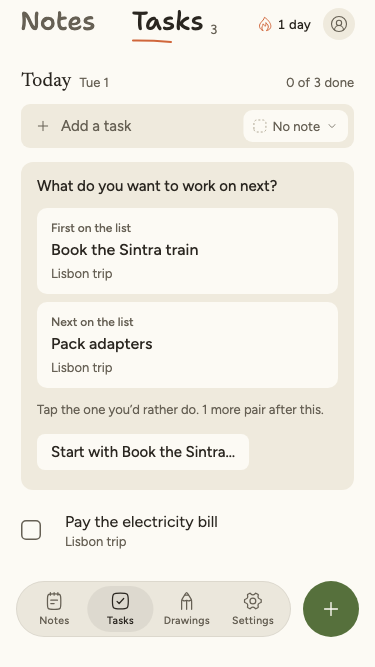 Notes
Tasks 3
1 day
Today Tue 1
0 of 3 done
Add a task
No note
What do you want to work on next?
First on the list
Book the Sintra train
Lisbon trip
Next on the list
Pack adapters
Lisbon trip
Tap the one you’d rather do. 1 more pair after this.
Start with Book the Sintra...
Pay the electricity bill
Lisbon trip
Notes
Tasks
Drawings
Settings